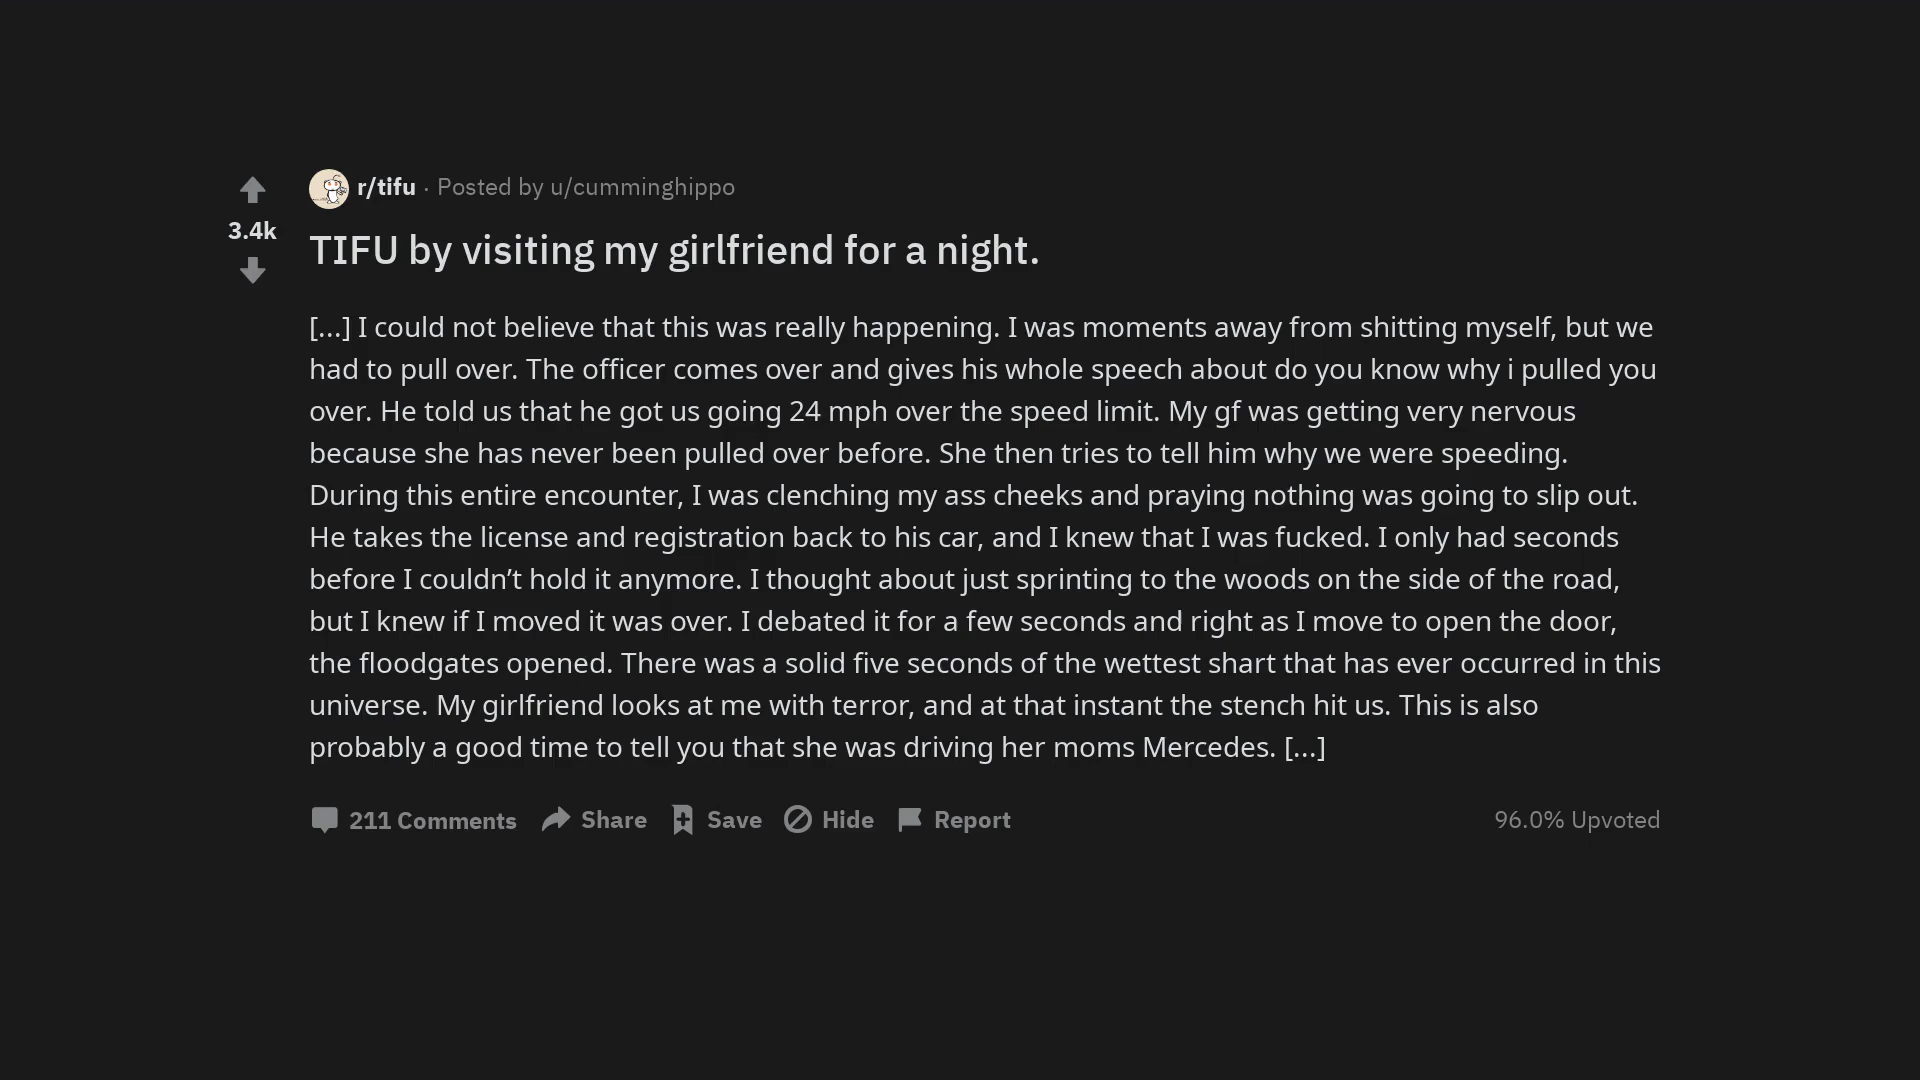 r/tifu · Posted by u/cumminghippo
3.4k
TIFU by visiting my girlfriend for a night.
[...] I could not believe that this was really happening. I was moments away from shitting myself, but we
had to pull over. The officer comes over and gives his whole speech about do you know why i pulled you
over. He told us that he got us going 24 mph over the speed limit. My gf was getting very nervous
because she has never been pulled over before. She then tries to tell him why we were speeding.
During this entire encounter, I was clenching my ass cheeks and praying nothing was going to slip out.
He takes the license and registration back to his car, and I knew that I was fucked. I only had seconds
before I couldn’t hold it anymore. I thought about just sprinting to the woods on the side of the road,
but I knew if I moved it was over. I debated it for a few seconds and right as I move to open the door,
the floodgates opened. There was a solid five seconds of the wettest shart that has ever occurred in this
universe. My girlfriend looks at me with terror, and at that instant the stench hit us. This is also
probably a good time to tell you that she was driving her moms Mercedes. [...]
211 Comments Share Save Hide Report 96.0% Upvoted